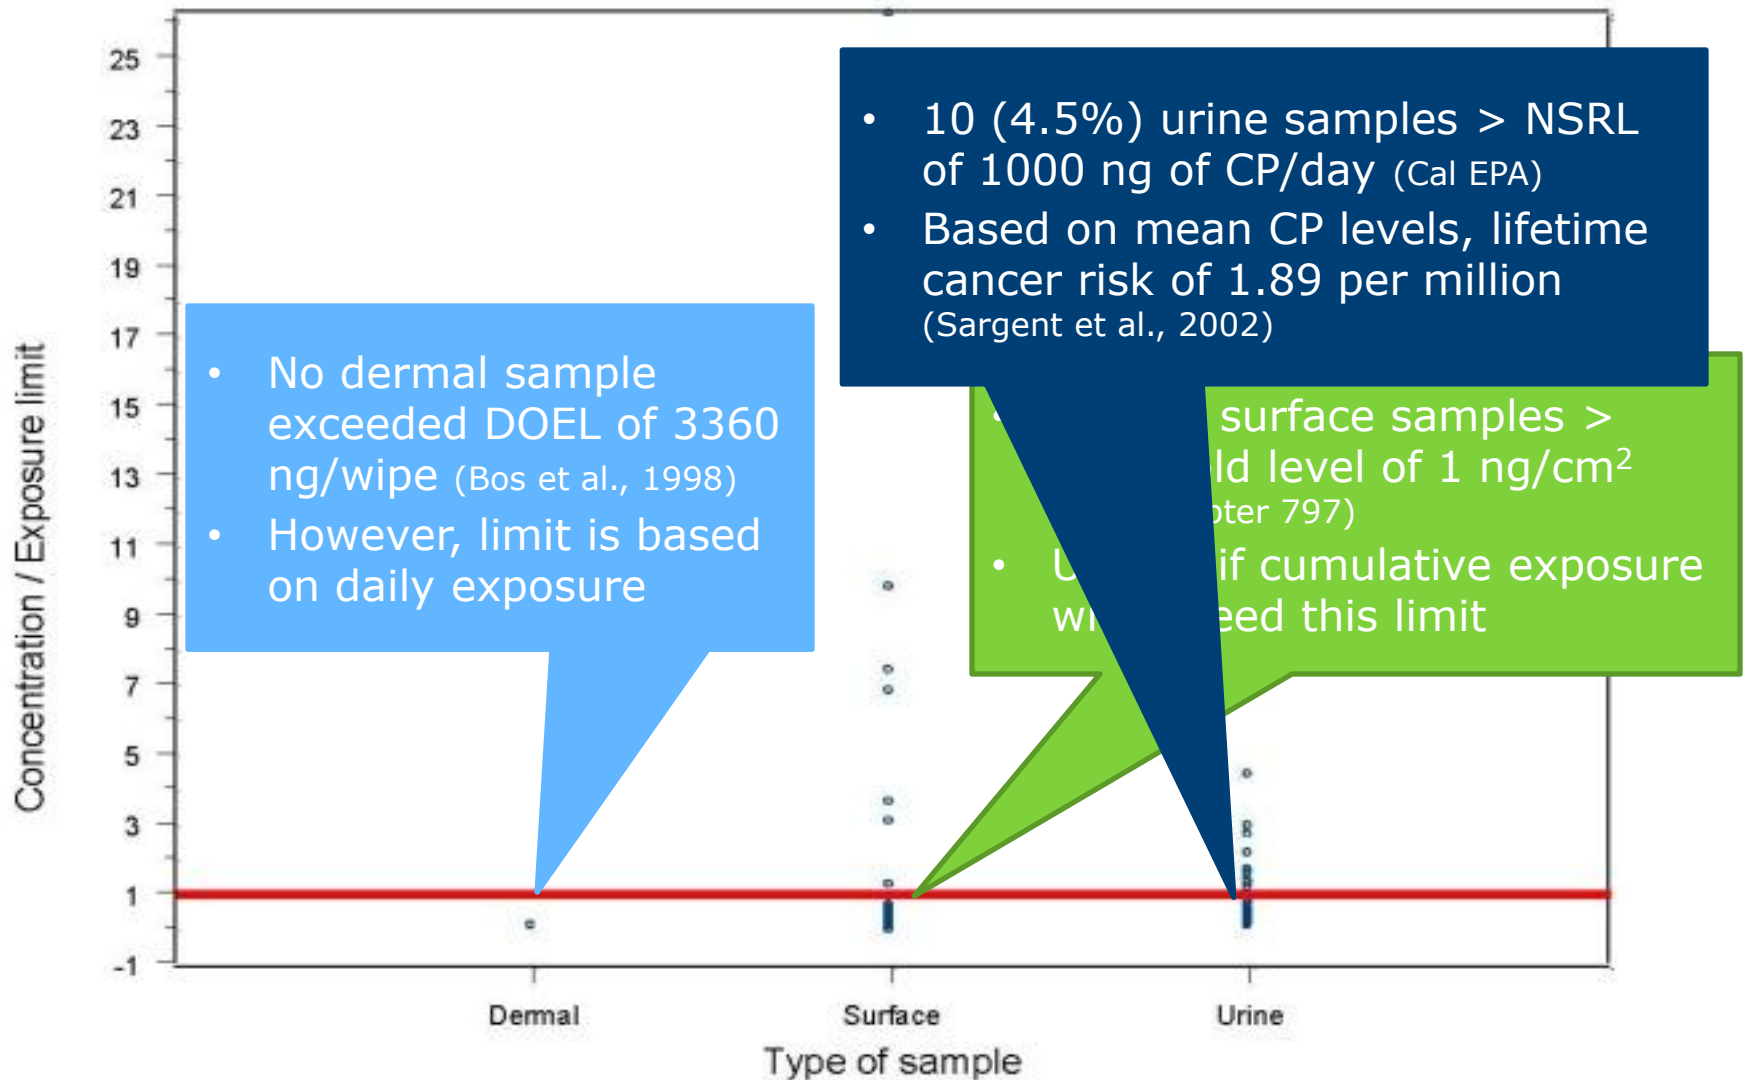 25
23
21
19
17
15
13
11
9
7
5
3
1
-1
Concentration / Exposure limit
• No dermal sample
exceeded DOEL of 3360
ng/wipe (Bos et al., 1998)
• However, limit is based
on daily exposure
• 10 (4.5%) urine samples > NSRL
of 1000 ng of CP/day (Cal EPA)
• Based on mean CP levels, lifetime
cancer risk of 1.89 per million
(Sargent et al., 2002)
• surface samples >
level of 1 ng/cm²
797)
• if cumulative exposure
this limit
Dermal
Surface
Urine
Type of sample